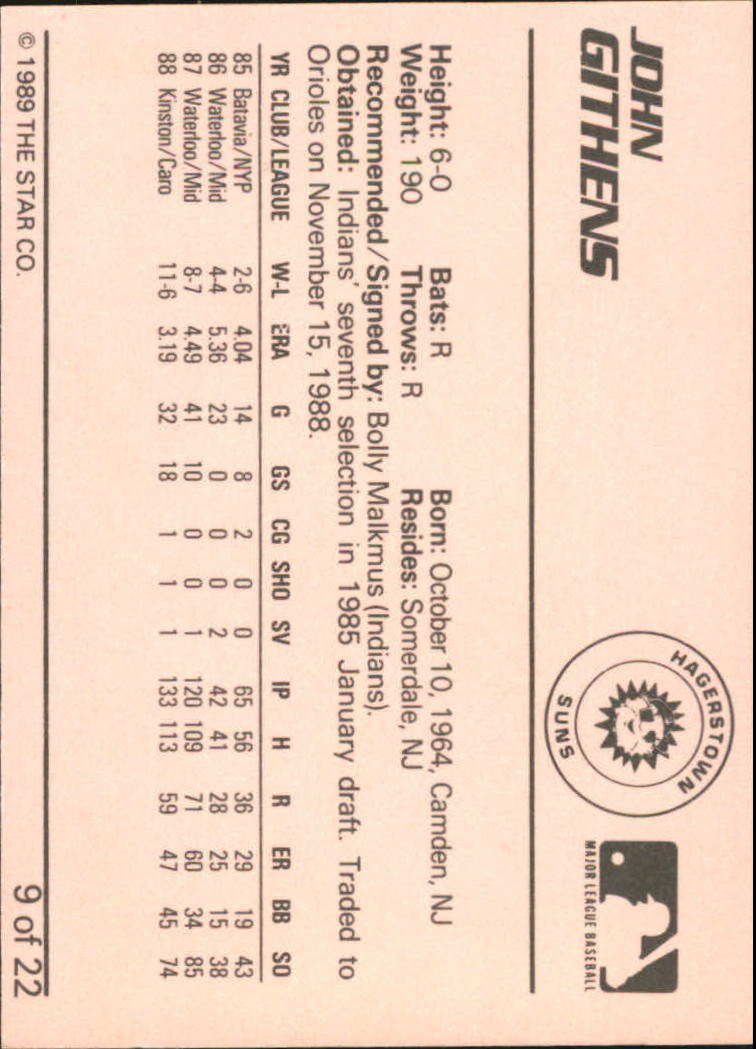 JOHN
GITHENS
HAGERSTOWN
SUNS
MAJOR LEAGUE BASEBALL
Height: 6-0 Bats: R Born: October 10, 1964, Camden, NJ
Weight: 190 Throws: R Resides: Somerdale, NJ
Recommended/Signed by: Bolly Malkmus (Indians).
Obtained: Indians' seventh selection in 1985 January draft. Traded to
Orioles on November 15, 1988.
YR CLUB/LEAGUE W-L ERA G GS CG SHO SV IP H R ER BB SO
85 Batavia/NYP 2-6 4.04 14 8 2 0 0 65 56 36 29 19 43
86 Waterloo/Mid 4-4 5.36 23 0 0 0 2 42 41 28 25 15 38
87 Waterloo/Mid 8-7 4.49 41 10 0 0 1 120 109 71 60 34 85
88 Kinston/Caro 11-6 3.19 32 18 1 1 1 133 113 59 47 45 74
© 1989 THE STAR CO. 9 of 22